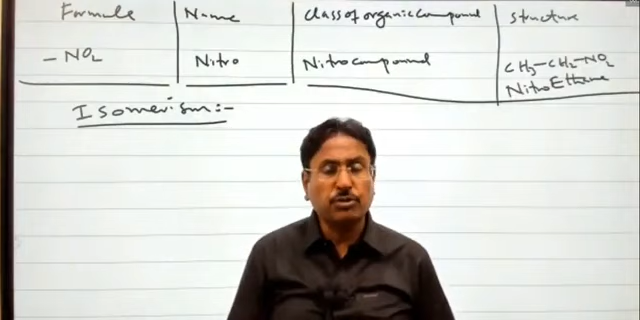 Formula Name Class of organic compound Structure
- NO2 Nitro Nitrocompound CH3-CH2-NO2
NitroEthane
Isomerism:-